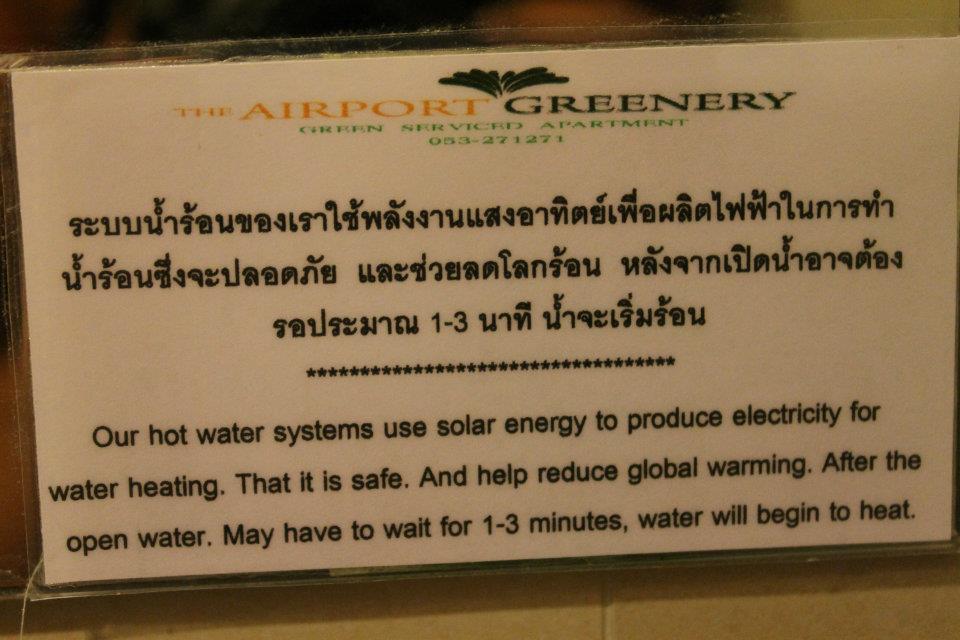 THE AIRPORT GREENERY
GREEN SERVICED APARTMENT
053-271271
ระบบน้ำร้อนของเราใช้พลังงานแสงอาทิตย์เพื่อผลิตไฟฟ้าในการทำ
น้ำร้อนซึ่งจะปลอดภัย และช่วยลดโลกร้อน หลังจากเปิดน้ำอาจต้อง
รอประมาณ 1-3 นาที น้ำจะเริ่มร้อน
**********************************
Our hot water systems use solar energy to produce electricity for
water heating. That it is safe. And help reduce global warming. After the
open water. May have to wait for 1-3 minutes, water will begin to heat.